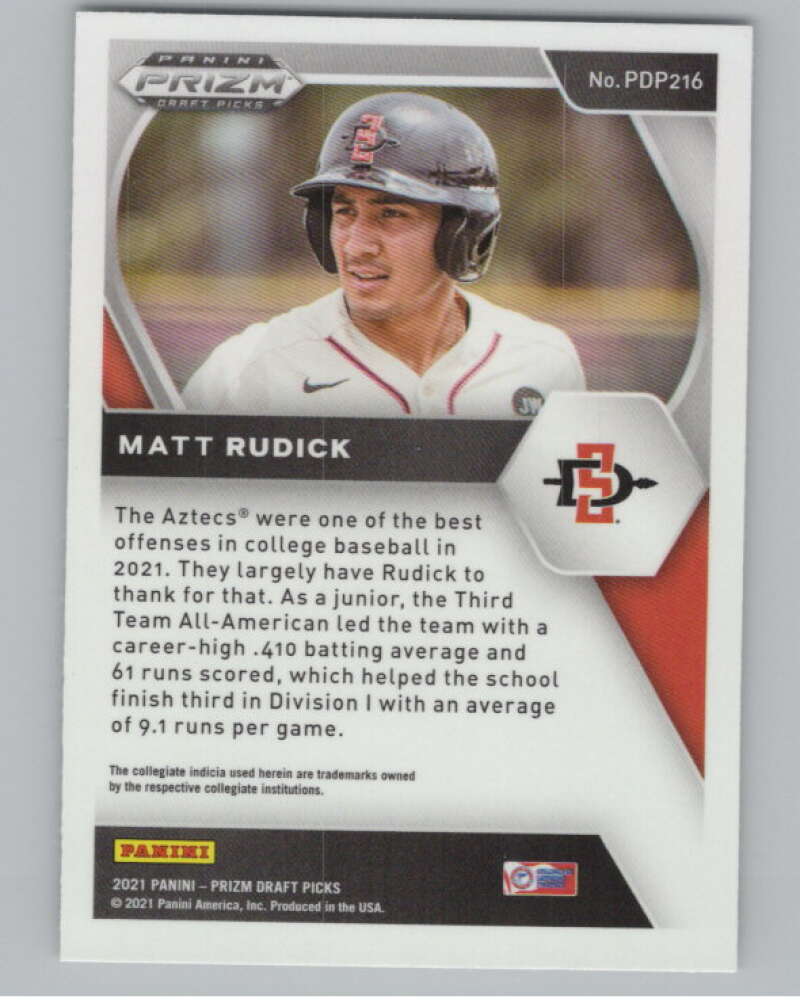 PANINI
PRIZM
DRAFT PICKS
No. PDP216
SD
JW
MATT RUDICK
SD
The Aztecs® were one of the best
offenses in college baseball in
2021. They largely have Rudick to
thank for that. As a junior, the Third
Team All-American led the team with a
career-high .410 batting average and
61 runs scored, which helped the school
finish third in Division I with an average
of 9.1 runs per game.
The collegiate indicia used herein are trademarks owned
by the respective collegiate institutions.
PANINI
2021 PANINI – PRIZM DRAFT PICKS
© 2021 Panini America, Inc. Produced in the USA.